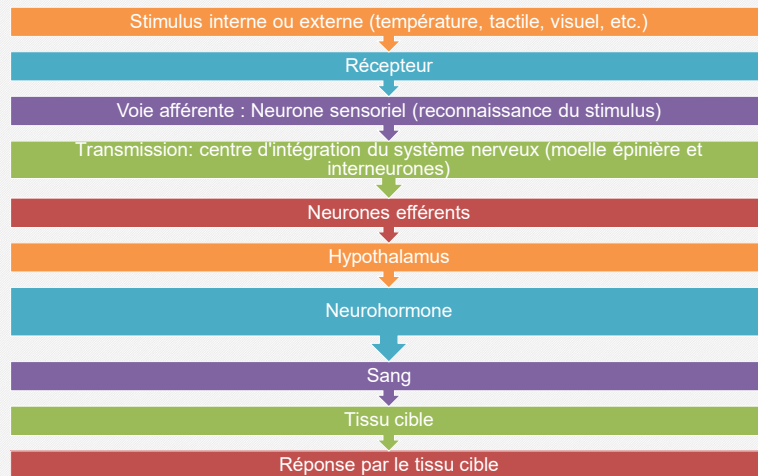 Stimulus interne ou externe (température, tactile, visuel, etc.)
Récepteur
Voie afférente : Neurone sensoriel (reconnaissance du stimulus)
Transmission: centre d'intégration du système nerveux (moelle épinière et
interneurones)
Neurones efférents
Hypothalamus
Neurohormone
Sang
Tissu cible
Réponse par le tissu cible